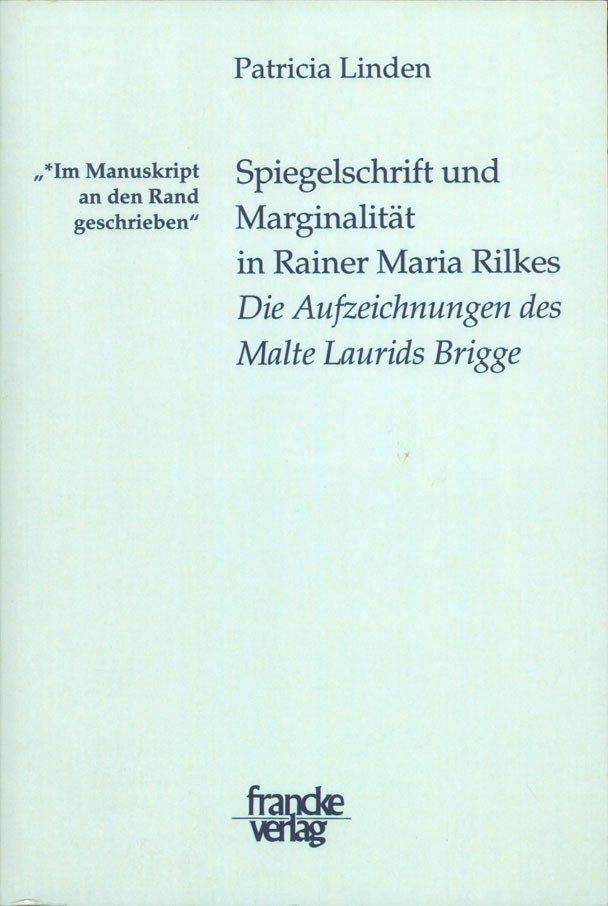 Patricia Linden
„*Im Manuskript
an den Rand
geschrieben“
Spiegelschrift und
Marginalität
in Rainer Maria Rilkes
Die Aufzeichnungen des
Malte Laurids Brigge
francke
verlag